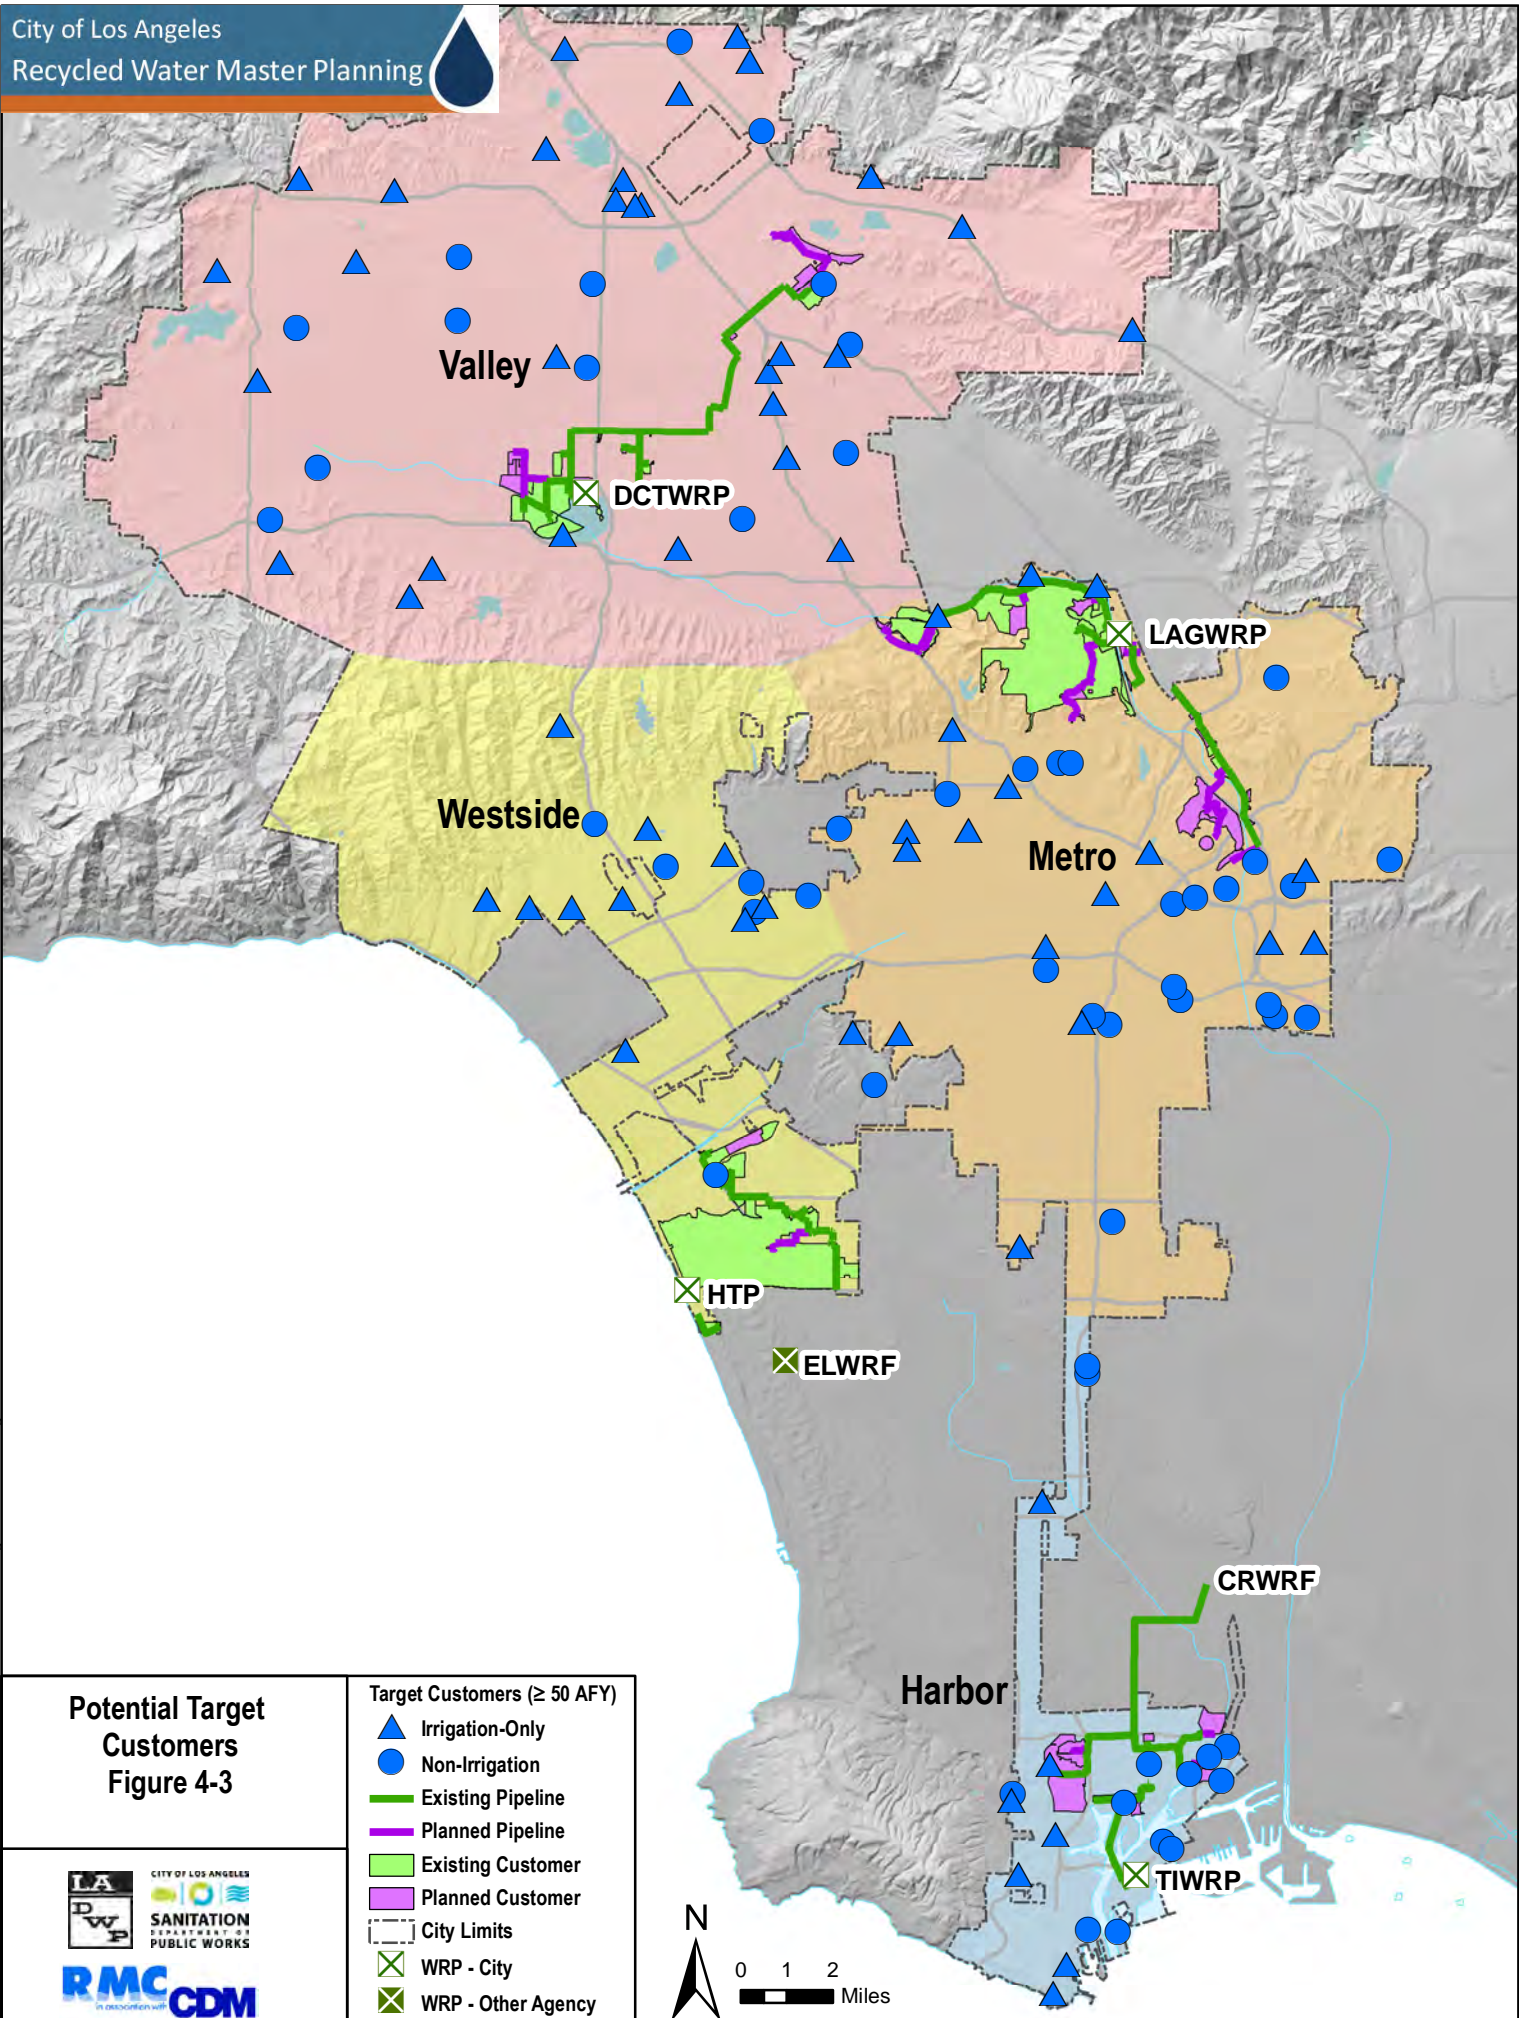 City of Los Angeles
Recycled Water Master Planning
Valley
DCTWRP
LAGWRP
Westside
Metro
HTP
ELWRF
CRWRF
Harbor
TIWRP
Potential Target
Customers
Figure 4-3
Target Customers (≥ 50 AFY)
Irrigation-Only
Non-Irrigation
Existing Pipeline
Planned Pipeline
Existing Customer
Planned Customer
City Limits
WRP - City
WRP - Other Agency
LA
DWP
CITY OF LOS ANGELES
SANITATION
DEPARTMENT OF
PUBLIC WORKS
RMC
in association with
CDM
N
0 1 2
Miles